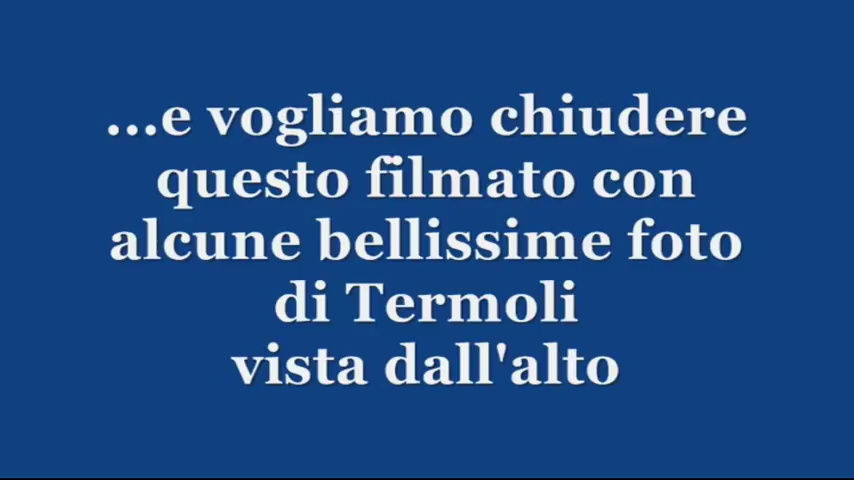 ...e vogliamo chiudere
questo filmato con
alcune bellissime foto
di Termoli
vista dall'alto